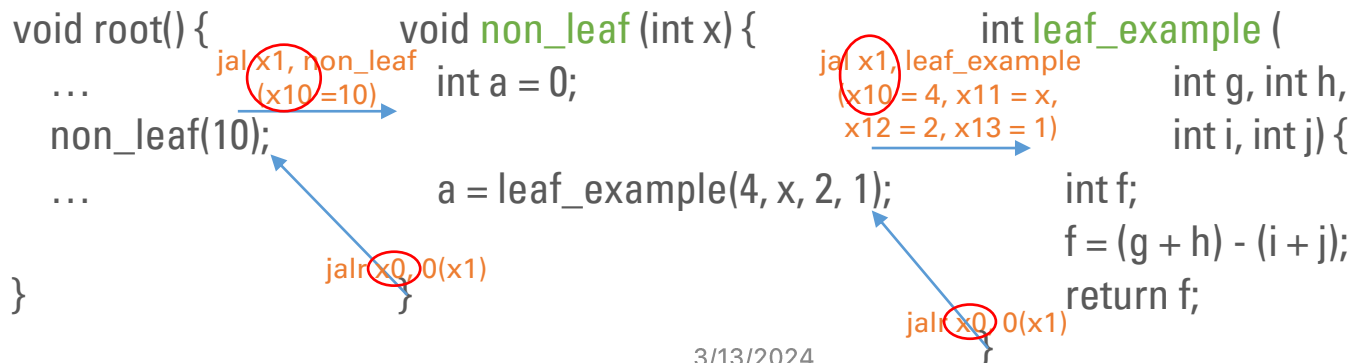 void root() {
…
non_leaf(10);
…
}
jal x1, non_leaf
(x10 =10)
jalr x0, 0(x1)
void non_leaf (int x) {
int a = 0;
a = leaf_example(4, x, 2, 1);
}
jal x1, leaf_example
(x10 = 4, x11 = x,
x12 = 2, x13 = 1)
jalr x0, 0(x1)
int leaf_example (
int g, int h,
int i, int j) {
int f;
f = (g + h) - (i + j);
return f;
}
3/13/2024